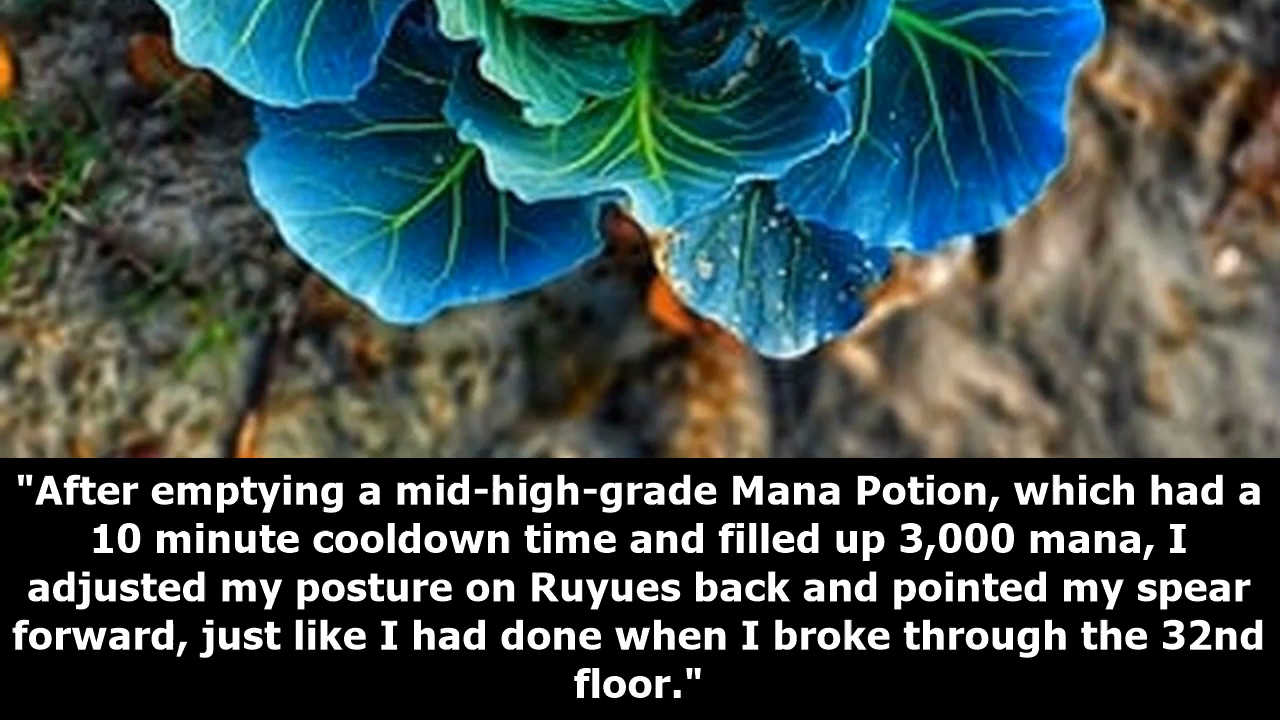 "After emptying a mid-high-grade Mana Potion, which had a
10 minute cooldown time and filled up 3,000 mana, I
adjusted my posture on Ruyues back and pointed my spear
forward, just like I had done when I broke through the 32nd
floor."